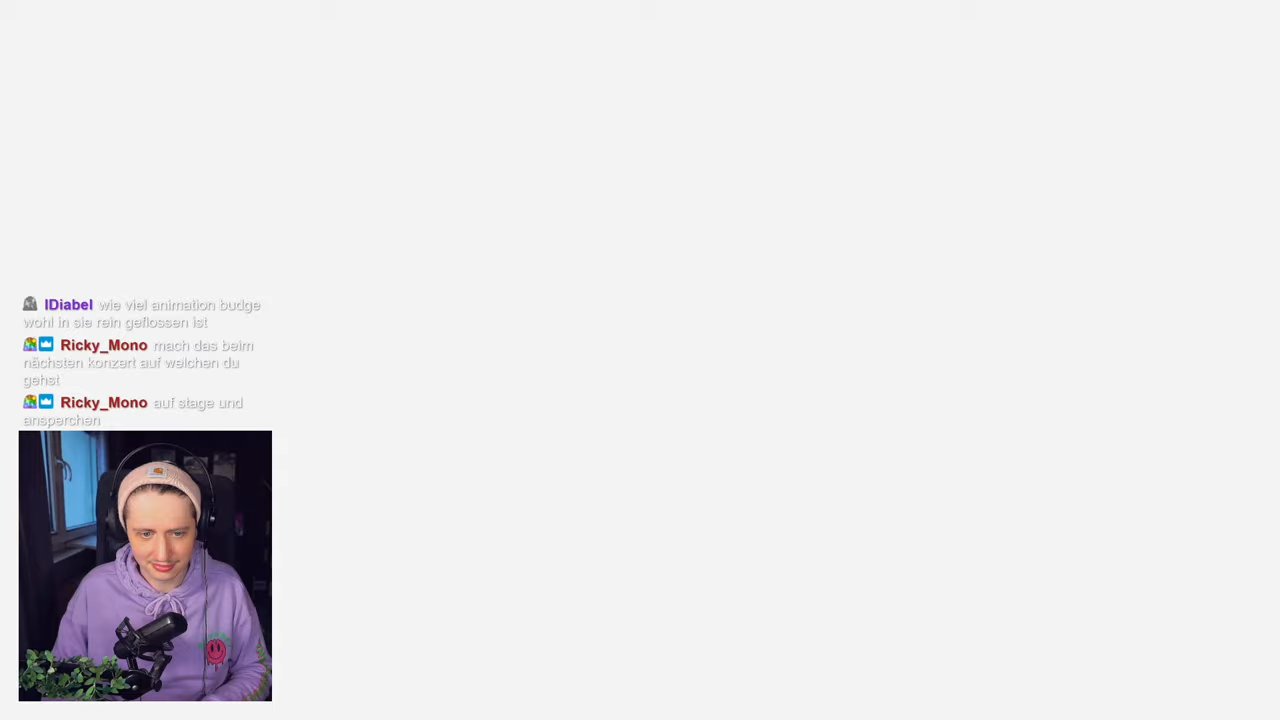 IDiabel wie viel animation budge
wohl in sie rein geflossen ist
Ricky_Mono mach das beim
nächsten konzert auf welchen du
gehst
Ricky_Mono auf stage und
ansperchen